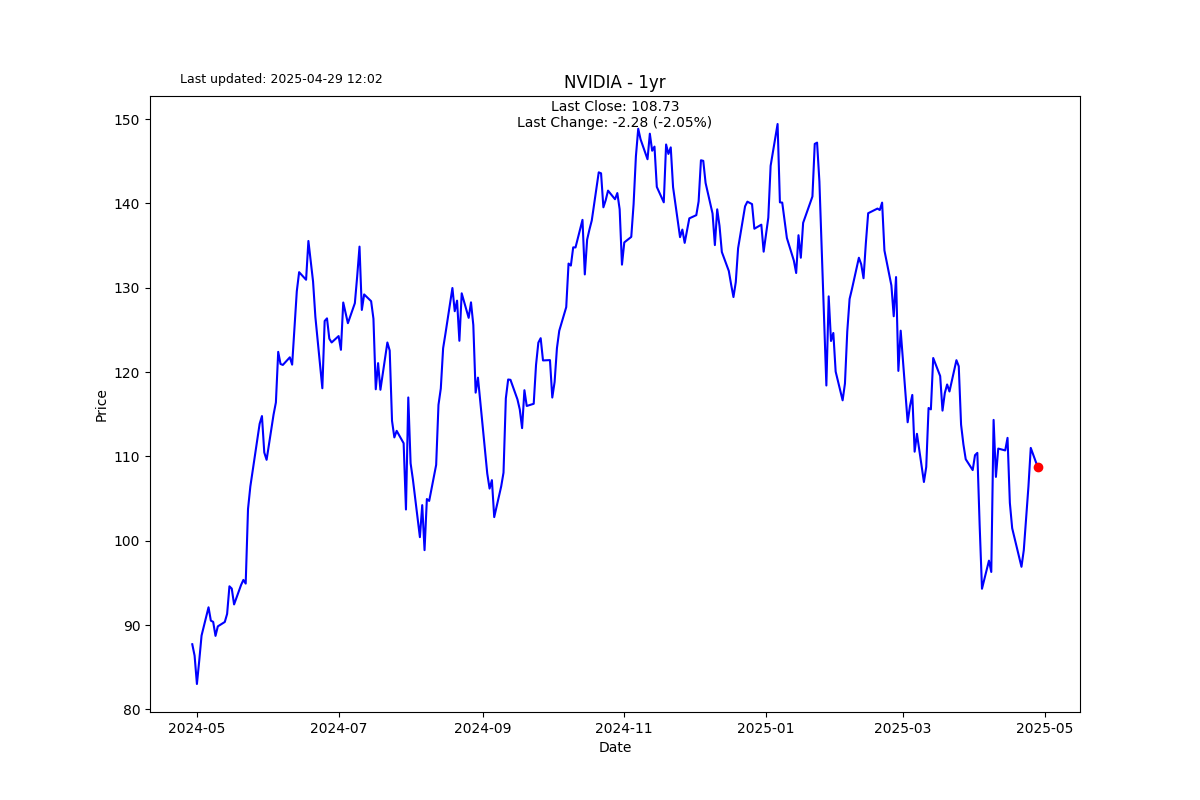 Last updated: 2025-04-29 12:02
NVIDIA - 1yr
Last Close: 108.73
Last Change: -2.28 (-2.05%)
150
140
130
120
110
100
90
80
Price
2024-05
2024-07
2024-09
2024-11
2025-01
2025-03
2025-05
Date